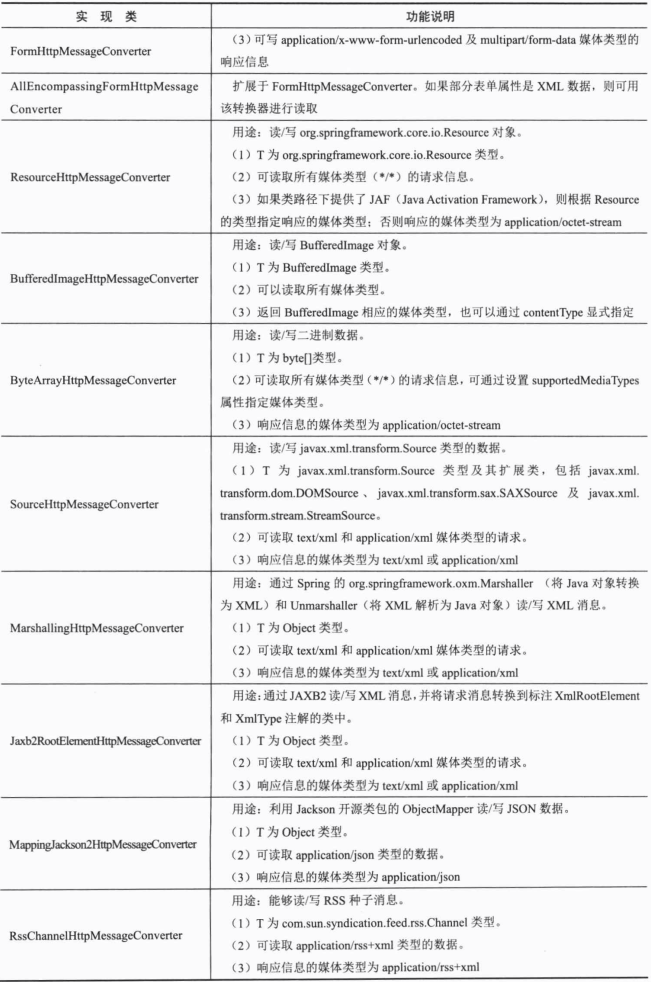 实 现 类 功能说明
FormHttpMessageConverter
(3)可写 application/x-www-form-urlencoded 及 multipart/form-data 媒体类型的
响应信息
AllEncompassingFormHttpMessage
Converter
扩展于 FormHttpMessageConverter。如果部分表单属性是 XML 数据，则可用
该转换器进行读取
ResourceHttpMessageConverter
用途：读/写 org.springframework.core.io.Resource 对象。
(1) T 为 org.springframework.core.io.Resource 类型。
(2) 可读取所有媒体类型（*/*）的请求信息。
(3) 如果类路径下提供了 JAF（Java Activation Framework），则根据 Resource
的类型指定响应的媒体类型；否则响应的媒体类型为 application/octet-stream
BufferedImageHttpMessageConverter
用途：读/写 BufferedImage 对象。
(1) T 为 BufferedImage 类型。
(2) 可以读取所有媒体类型。
(3) 返回 BufferedImage 相应的媒体类型，也可以通过 contentType 显式指定
ByteArrayHttpMessageConverter
用途：读/写二进制数据。
(1) T 为 byte[]类型。
(2)可读取所有媒体类型(*/*)的请求信息，可通过设置 supportedMediaTypes
属性指定媒体类型。
(3) 响应信息的媒体类型为 application/octet-stream
SourceHttpMessageConverter
用途：读/写 javax.xml.transform.Source 类型的数据。
(1) T 为 javax.xml.transform.Source 类型及其扩展类，包括 javax.xml.
transform.dom.DOMSource 、 javax.xml.transform.sax.SAXSource 及 javax.xml.
transform.stream.StreamSource。
(2) 可读取 text/xml 和 application/xml 媒体类型的请求。
(3) 响应信息的媒体类型为 text/xml 或 application/xml
MarshallingHttpMessageConverter
用途：通过 Spring 的 org.springframework.oxm.Marshaller （将 Java 对象转换
为 XML）和 Unmarshaller（将 XML 解析为 Java 对象）读/写 XML 消息。
(1) T 为 Object 类型。
(2) 可读取 text/xml 和 application/xml 媒体类型的请求。
(3) 响应信息的媒体类型为 text/xml 或 application/xml
Jaxb2RootElementHttpMessageConverter
用途：通过 JAXB2 读/写 XML 消息，并将请求消息转换到标注 XmlRootElement
和 XmlType 注解的类中。
(1) T 为 Object 类型。
(2) 可读取 text/xml 和 application/xml 媒体类型的请求。
(3) 响应信息的媒体类型为 text/xml 或 application/xml
MappingJackson2HttpMessageConverter
用途：利用 Jackson 开源类包的 ObjectMapper 读/写 JSON 数据。
(1) T 为 Object 类型。
(2) 可读取 application/json 类型的数据。
(3) 响应信息的媒体类型为 application/json
RssChannelHttpMessageConverter
用途：能够读/写 RSS 种子消息。
(1) T 为 com.sun.syndication.feed.rss.Channel 类型。
(2) 可读取 application/rss+xml 类型的数据。
(3) 响应信息的媒体类型为 application/rss+xml